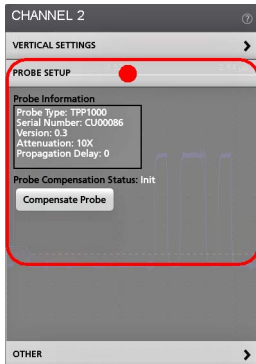 CHANNEL 2
?
VERTICAL SETTINGS
PROBE SETUP
Probe Information
Probe Type: TPP1000
Serial Number: CU00086
Version: 0.3
Attenuation: 10X
Propagation Delay: 0
Probe Compensation Status: Init
Compensate Probe
OTHER